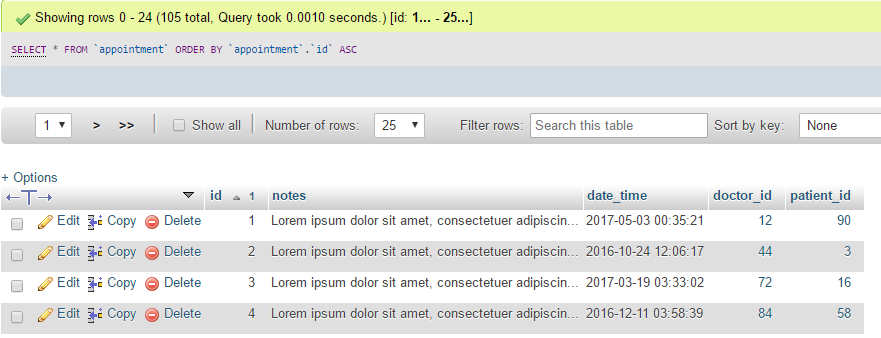 Showing rows 0 - 24 (105 total, Query took 0.0010 seconds.) [id: 1... - 25...]
SELECT * FROM `appointment` ORDER BY `appointment`.`id` ASC
1 > >> Show all Number of rows: 25 Filter rows: Search this table Sort by key: None
+ Options
id 1 notes date_time doctor_id patient_id
Edit Copy Delete 1 Lorem ipsum dolor sit amet, consectetuer adipiscin... 2017-05-03 00:35:21 12 90
Edit Copy Delete 2 Lorem ipsum dolor sit amet, consectetuer adipiscin... 2016-10-24 12:06:17 44 3
Edit Copy Delete 3 Lorem ipsum dolor sit amet, consectetuer adipiscin... 2017-03-19 03:33:02 72 16
Edit Copy Delete 4 Lorem ipsum dolor sit amet, consectetuer adipiscin... 2016-12-11 03:58:39 84 58